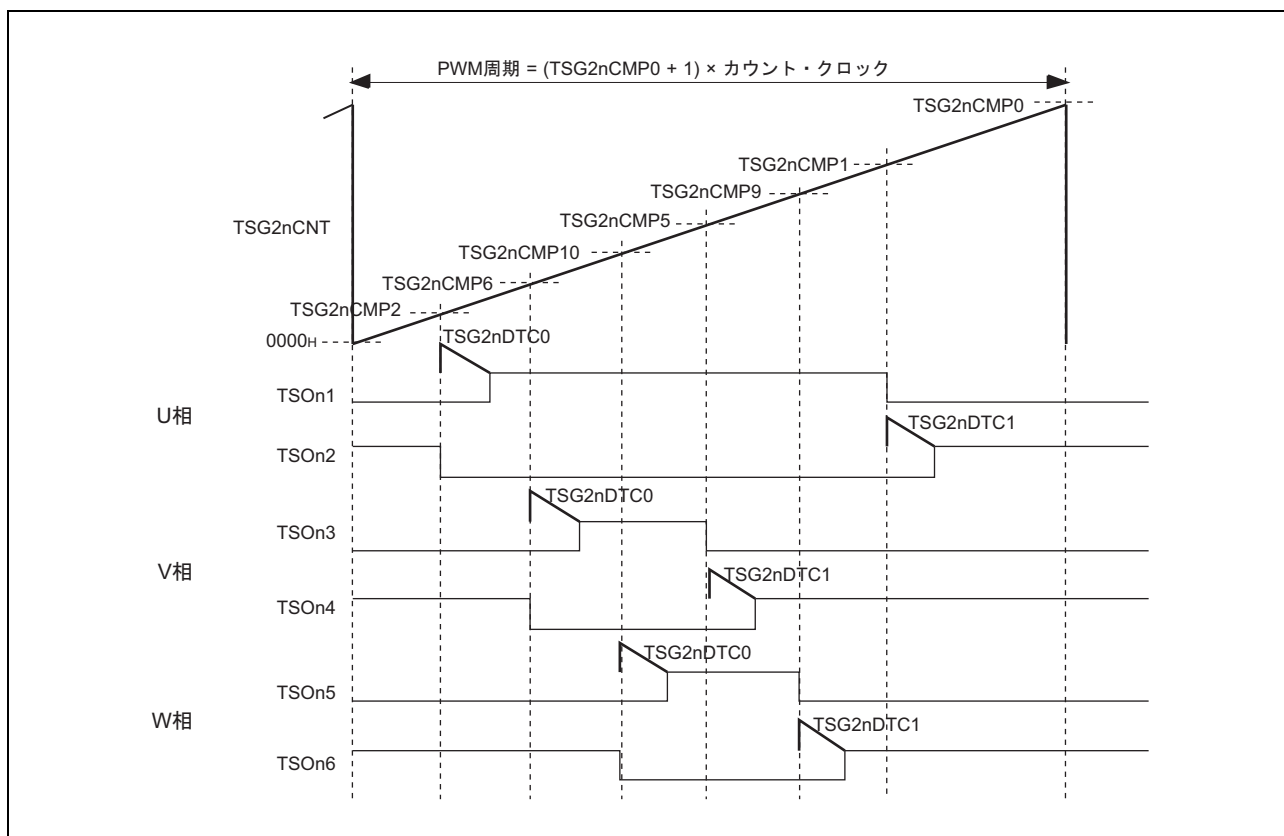 PWM周期 = (TSG2nCMP0 + 1) × カウント・クロック
TSG2nCMP0
TSG2nCMP1
TSG2nCMP9
TSG2nCMP5
TSG2nCNT
TSG2nCMP10
TSG2nCMP6
TSG2nCMP2
0000H
TSG2nDTC0
TSOn1
U相
TSG2nDTC1
TSOn2
TSG2nDTC0
TSOn3
V相
TSG2nDTC1
TSOn4
TSG2nDTC0
TSOn5
W相
TSG2nDTC1
TSOn6